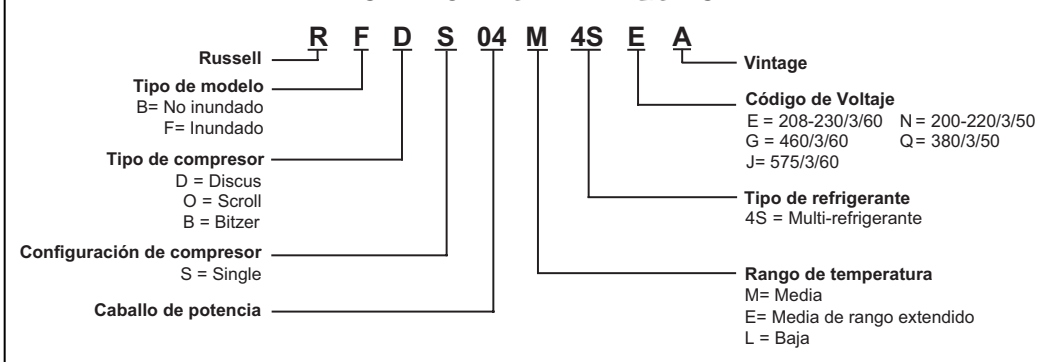 R F D S 04 M 4S E A
Russell
Tipo de modelo
B= No inundado
F= Inundado
Tipo de compresor
D = Discus
O = Scroll
B = Bitzer
Configuración de compresor
S = Single
Caballo de potencia
Vintage
Código de Voltaje
E = 208-230/3/60 N = 200-220/3/50
G = 460/3/60 Q = 380/3/50
J= 575/3/60
Tipo de refrigerante
4S = Multi-refrigerante
Rango de temperatura
M= Media
E= Media de rango extendido
L = Baja